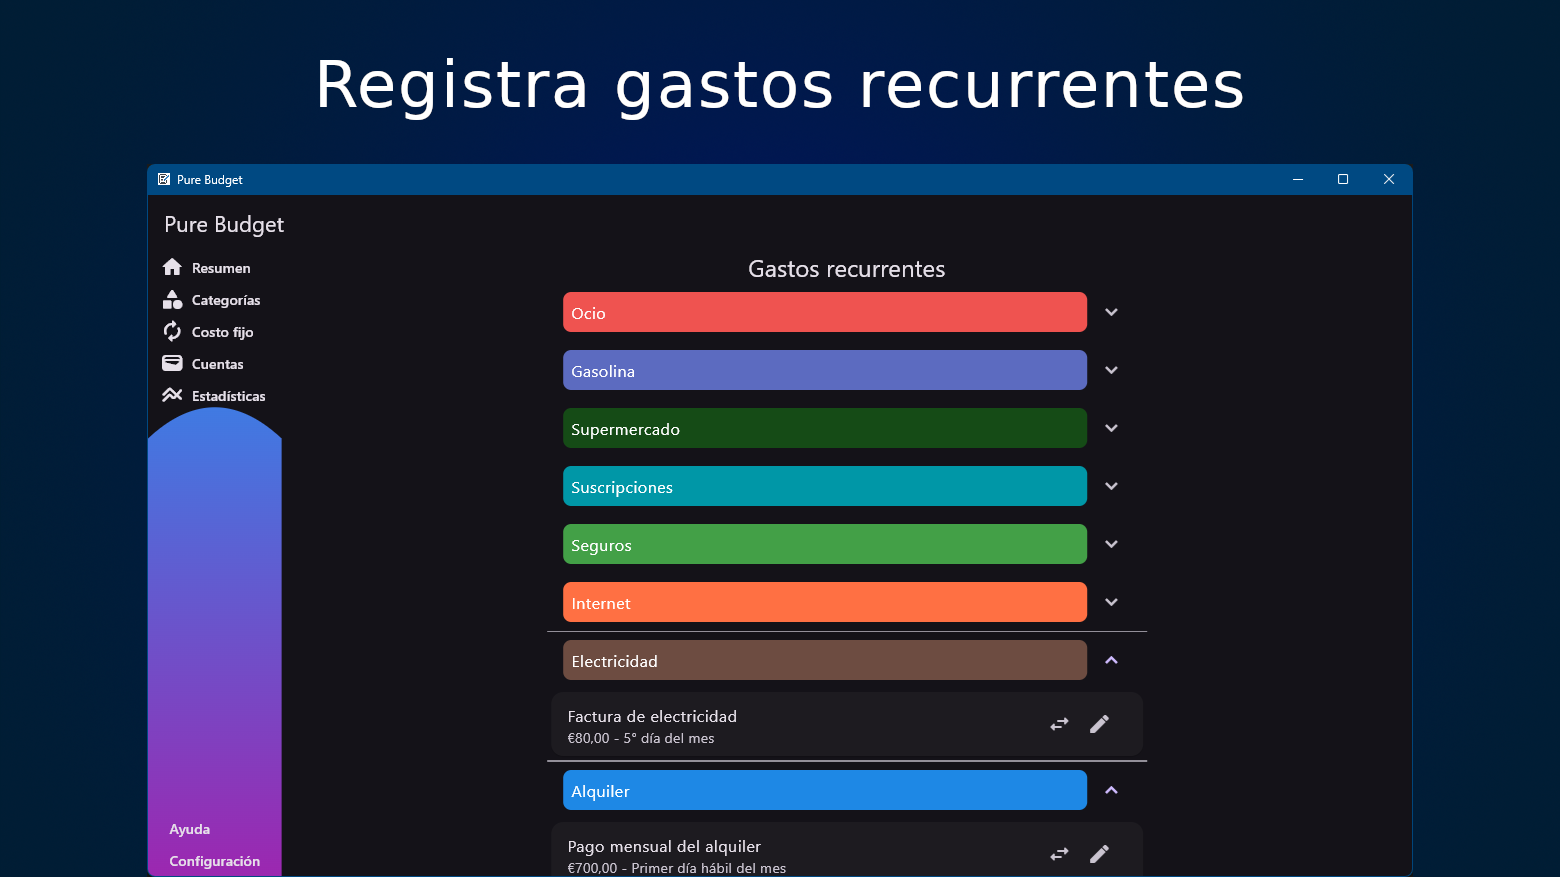 Registra gastos recurrentes
Pure Budget
Pure Budget
Resumen
Categorías
Costo fijo
Cuentas
Estadísticas
Ayuda
Configuración
Gastos recurrentes
Ocio
Gasolina
Supermercado
Suscripciones
Seguros
Internet
Electricidad
Factura de electricidad
€80,00 - 5° día del mes
Alquiler
Pago mensual del alquiler
€700,00 - Primer día hábil del mes